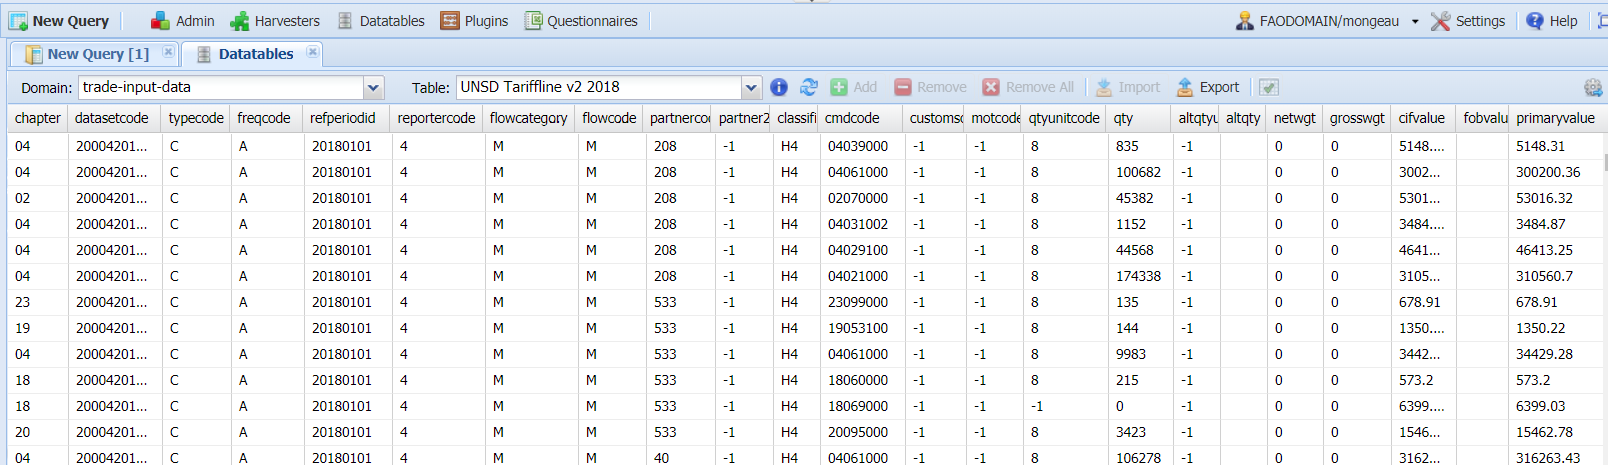 New Query Admin Harvesters Datatables Plugins Questionnaires FAODOMAIN/mongeau Settings Help
New Query [1] Datatables
Domain: trade-input-data Table: UNSD Tariffline v2 2018 Add Remove Remove All Import Export
chapter datasetcode typecode freqcode refperiodid reportercode flowcategory flowcode partnercod partner2 classifi cmdcode customsc motcode qtyunitcode qty altqtyu altqty netwgt grosswgt cifvalue fobvalu primaryvalue
04 20004201... C A 20180101 4 M M 208 -1 H4 04039000 -1 -1 8 835 -1 0 0 5148.... 5148.31
04 20004201... C A 20180101 4 M M 208 -1 H4 04061000 -1 -1 8 100682 -1 0 0 3002... 300200.36
02 20004201... C A 20180101 4 M M 208 -1 H4 02070000 -1 -1 8 45382 -1 0 0 5301... 53016.32
04 20004201... C A 20180101 4 M M 208 -1 H4 04031002 -1 -1 8 1152 -1 0 0 3484.... 3484.87
04 20004201... C A 20180101 4 M M 208 -1 H4 04029100 -1 -1 8 44568 -1 0 0 4641... 46413.25
04 20004201... C A 20180101 4 M M 208 -1 H4 04021000 -1 -1 8 174338 -1 0 0 3105... 310560.7
23 20004201... C A 20180101 4 M M 533 -1 H4 23099000 -1 -1 8 135 -1 0 0 678.91 678.91
19 20004201... C A 20180101 4 M M 533 -1 H4 19053100 -1 -1 8 144 -1 0 0 1350.... 1350.22
04 20004201... C A 20180101 4 M M 533 -1 H4 04061000 -1 -1 8 9983 -1 0 0 3442... 34429.28
18 20004201... C A 20180101 4 M M 533 -1 H4 18060000 -1 -1 8 215 -1 0 0 573.2 573.2
18 20004201... C A 20180101 4 M M 533 -1 H4 18069000 -1 -1 -1 0 -1 0 0 6399.... 6399.03
20 20004201... C A 20180101 4 M M 533 -1 H4 20095000 -1 -1 8 3423 -1 0 0 1546... 15462.78
04 20004201... C A 20180101 4 M M 40 -1 H4 04061000 -1 -1 8 106278 -1 0 0 3162... 316263.43